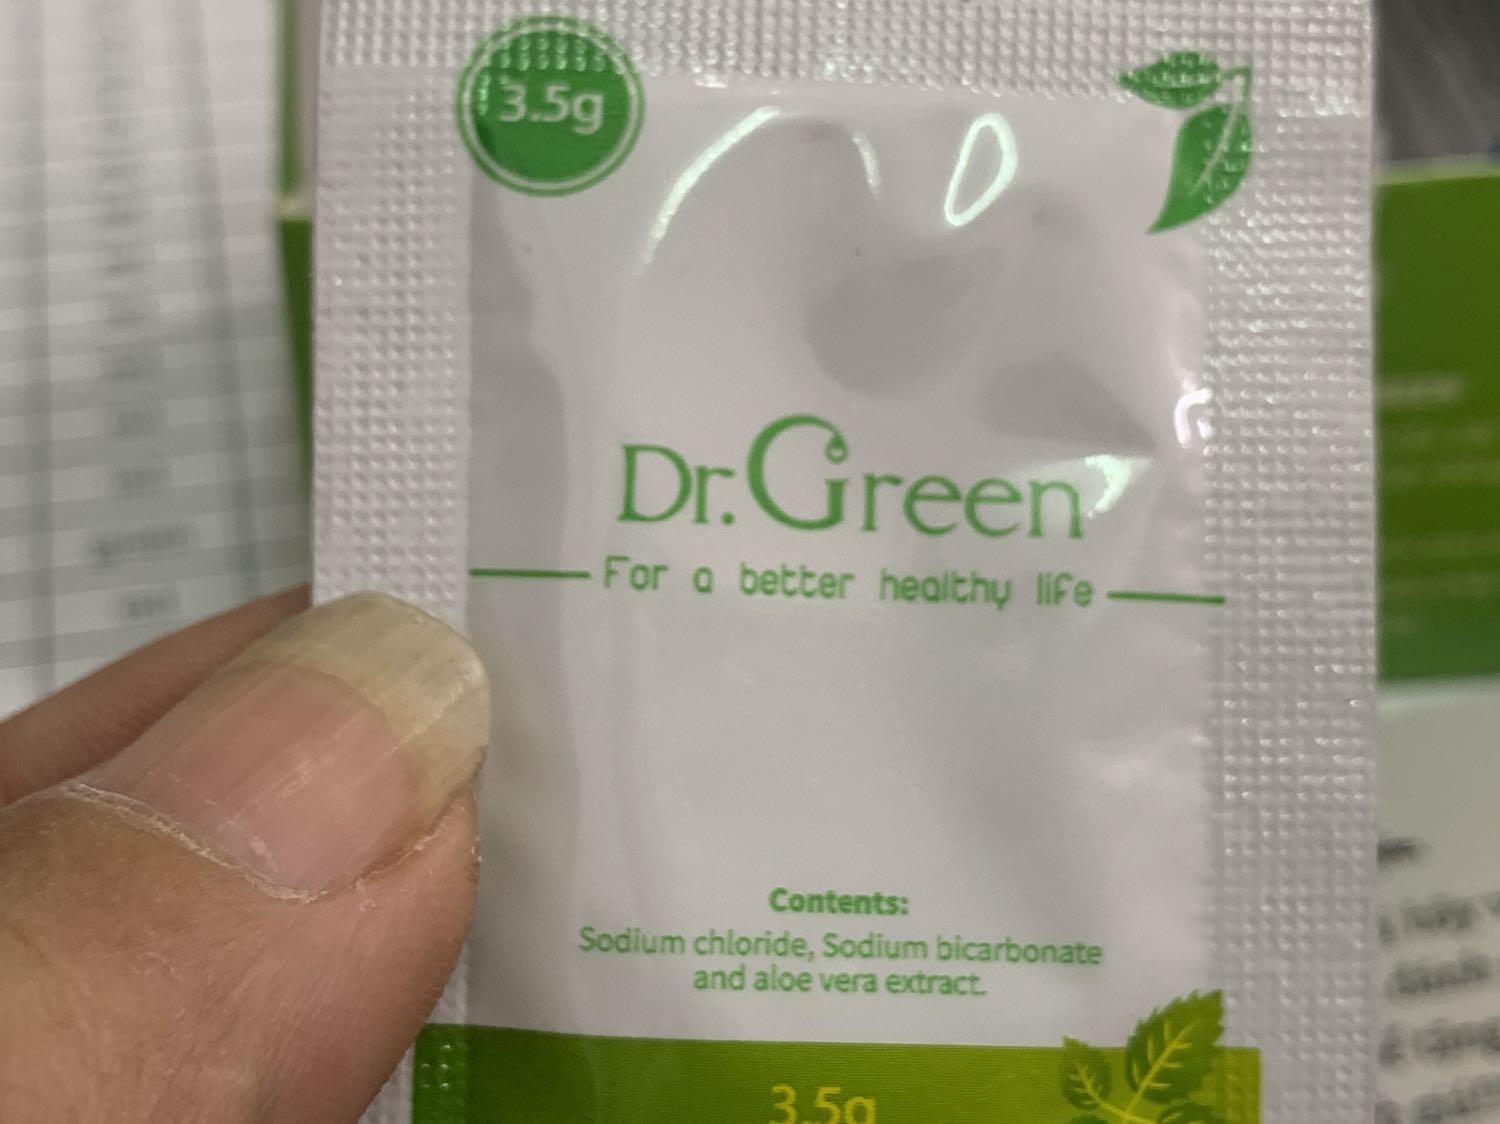 3.5g
Dr.Green
For a better healthy life
Contents:
Sodium chloride, Sodium bicarbonate
and aloe vera extract.
3.5g